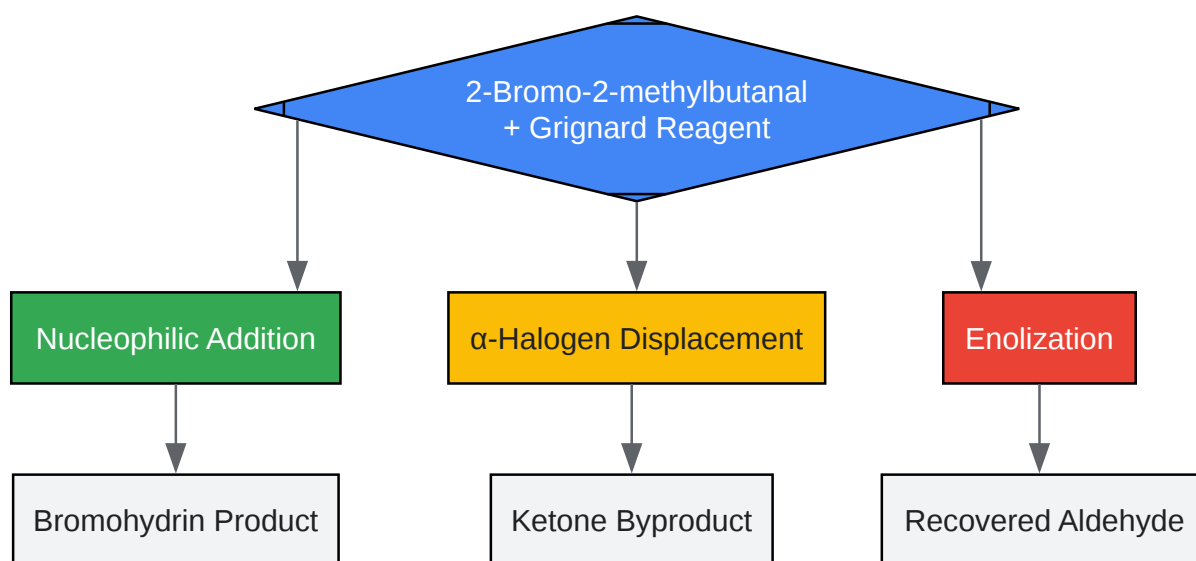 2-Bromo-2-methylbutanal
+ Grignard Reagent
Nucleophilic Addition
α-Halogen Displacement
Enolization
Bromohydrin Product
Ketone Byproduct
Recovered Aldehyde